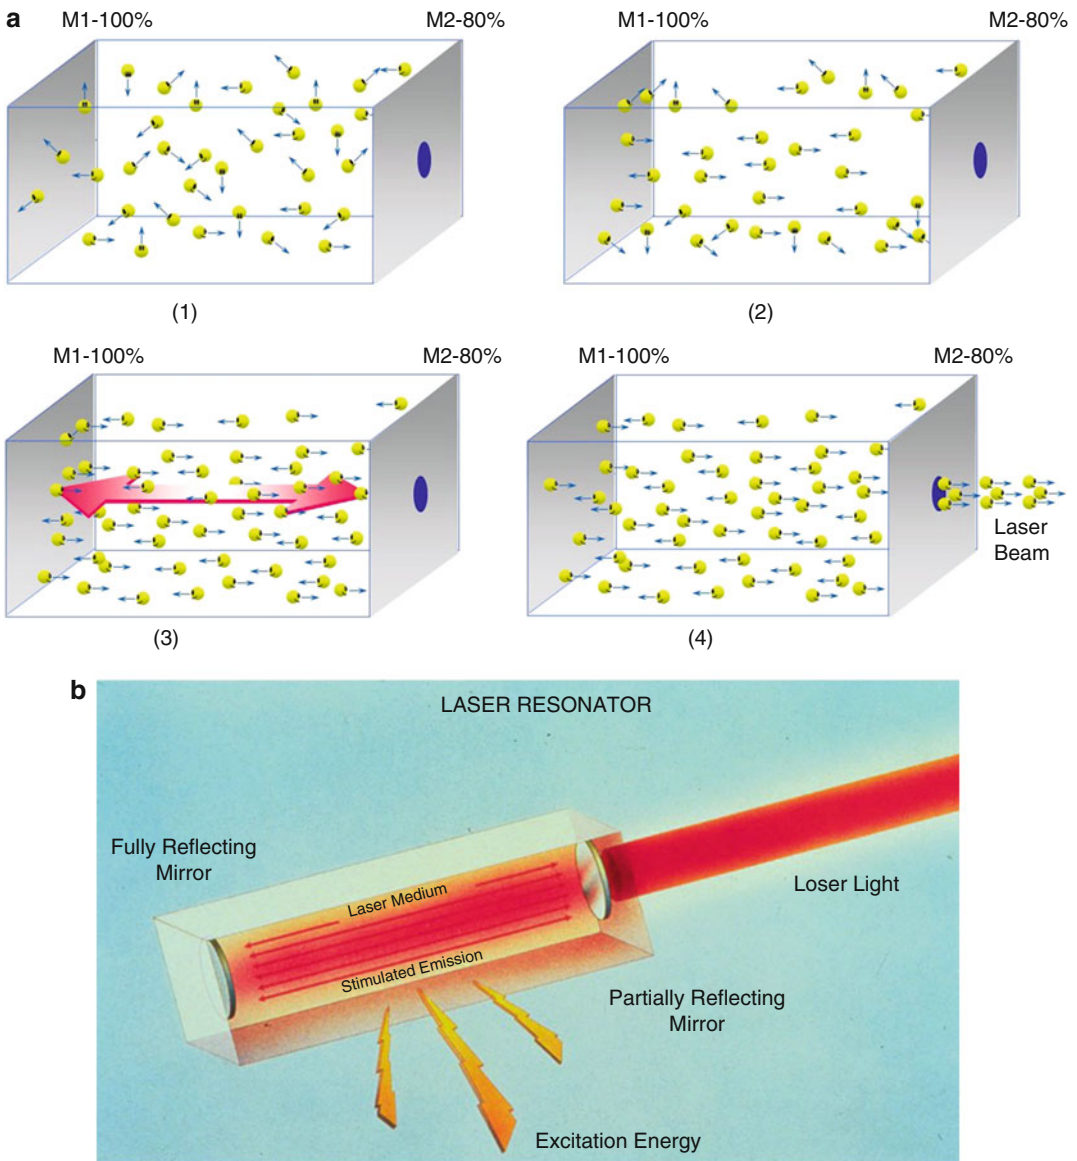 a
M1-100%
M2-80%
M1-100%
M2-80%
(1)
(2)
M1-100%
M2-80%
M1-100%
M2-80%
Laser
Beam
(3)
(4)
b
LASER RESONATOR
Fully Reflecting
Mirror
Laser Medium
Loser Light
Stimulated Emission
Partially Reflecting
Mirror
Excitation Energy